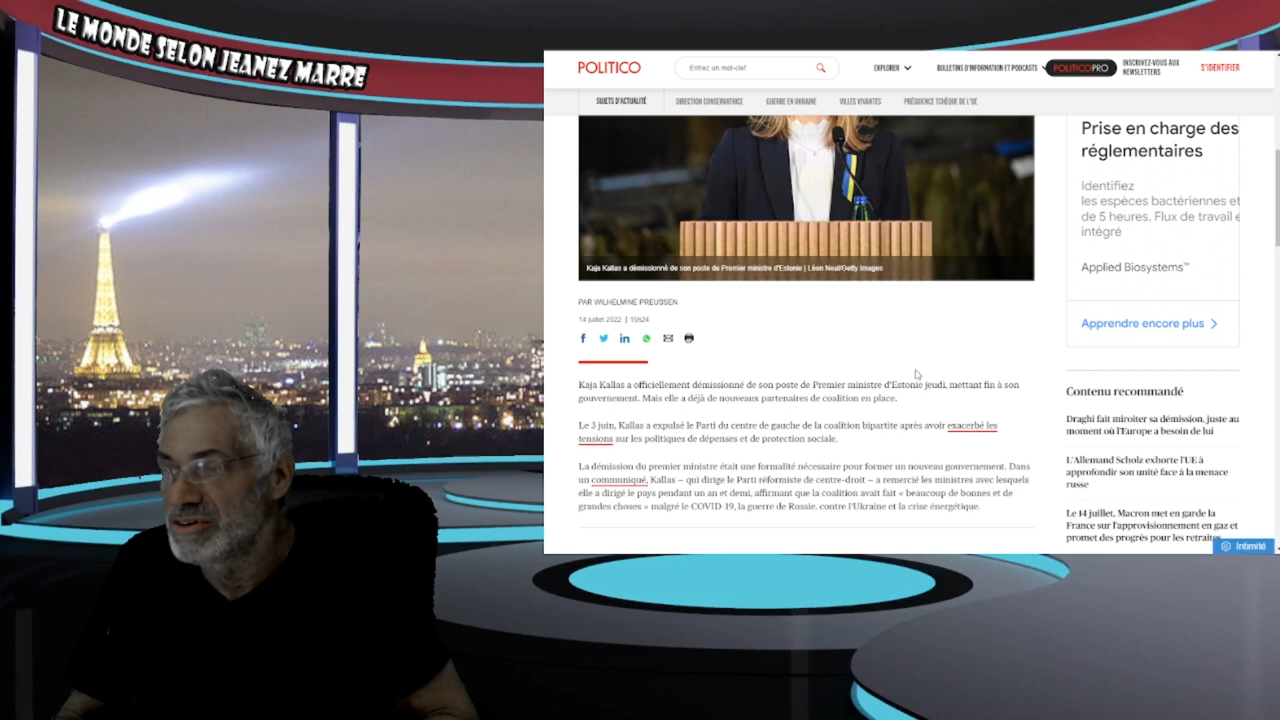 LE MONDE SELON JEANEZ MARRE
POLITICO
Entrez un mot-clef
EXPLORER
BULLETINS D'INFORMATION ET PODCASTS
POLITICOPRO
INSCRIVEZ-VOUS AUX
NEWSLETTERS
S'IDENTIFIER
SUJETS D'ACTUALITÉ
DIRECTION CONSERVATRICE
GUERRE EN UKRAINE
VILLES VIVANTES
PRÉSIDENCE TCHÈQUE DE L'UE
Kaja Kallas a démissionné de son poste de Premier ministre d'Estonie | Léon Neal/Getty Images
PAR WILHELMINE PREUSSEN
14 juillet 2022 | 15h24
Kaja Kallas a officiellement démissionné de son poste de Premier ministre d'Estonie jeudi, mettant fin à son
gouvernement. Mais elle a déjà de nouveaux partenaires de coalition en place.
Le 3 juin, Kallas a expulsé le Parti du centre de gauche de la coalition bipartite après avoir exacerbé les
tensions sur les politiques de dépenses et de protection sociale.
La démission du premier ministre était une formalité nécessaire pour former un nouveau gouvernement. Dans
un communiqué, Kallas – qui dirige le Parti réformiste de centre-droit – a remercié les ministres avec lesquels
elle a dirigé le pays pendant un an et demi, affirmant que la coalition avait fait « beaucoup de bonnes et de
grandes choses » malgré le COVID-19, la guerre de Russie. contre l'Ukraine et la crise énergétique.
Prise en charge des
réglementaires
Identifiez
les espèces bactériennes et
de 5 heures. Flux de travail e
intégré
Applied Biosystems™
Apprendre encore plus
Contenu recommandé
Draghi fait miroiter sa démission, juste au
moment où l'Europe a besoin de lui
L'Allemand Scholz exhorte l'UE à
approfondir son unité face à la menace
russe
Le 14 juillet, Macron met en garde la
France sur l'approvisionnement en gaz et
promet des progrès pour les retraites
Intimité